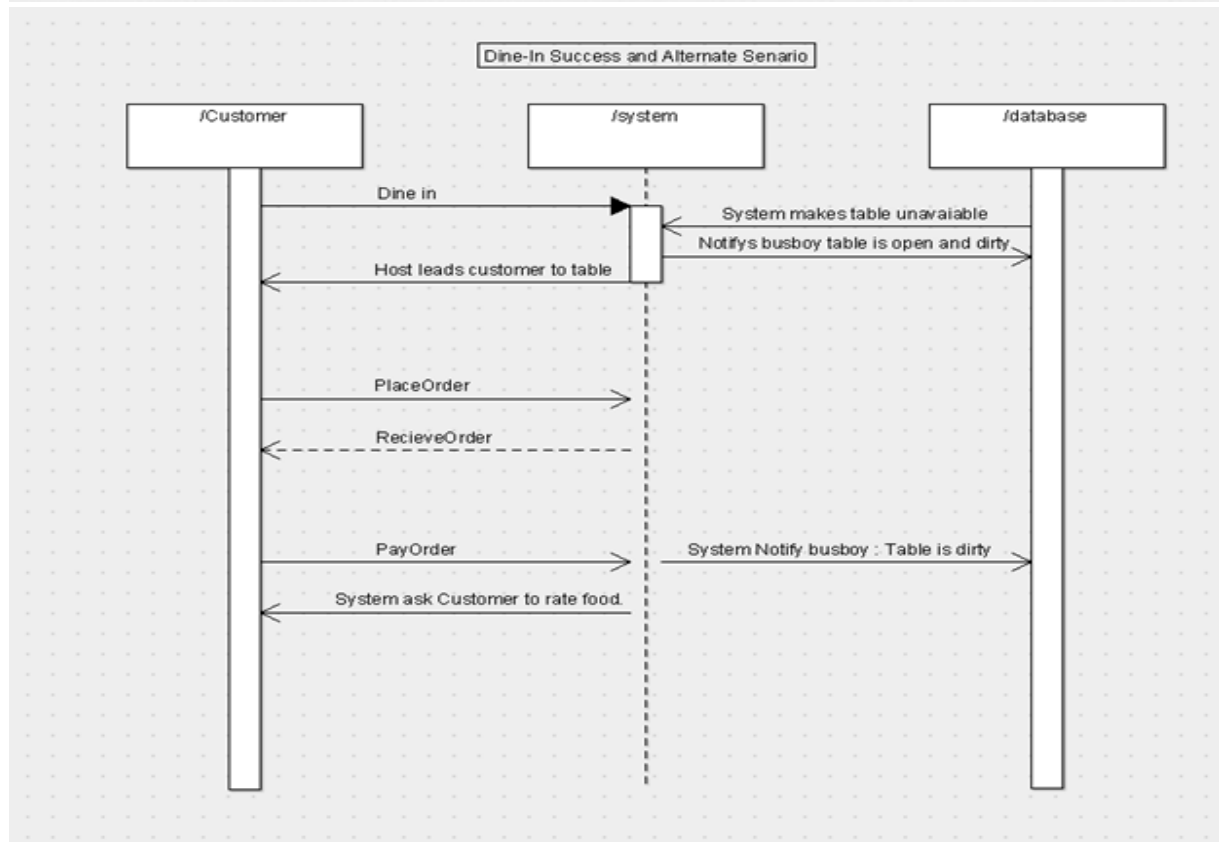 Dine-In Success and Alternate Senario
/Customer
/system
/database
Dine in
System makes table unavaiable
Notifys busboy table is open and dirty
Host leads customer to table
PlaceOrder
RecieveOrder
PayOrder
System Notify busboy : Table is dirty
System ask Customer to rate food.